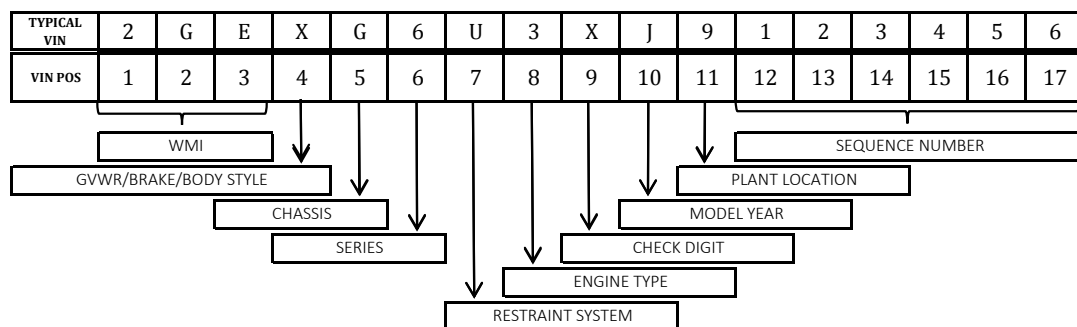 TYPICAL VIN 2 G E X G 6 U 3 X J 9 1 2 3 4 5 6
VIN POS 1 2 3 4 5 6 7 8 9 10 11 12 13 14 15 16 17
WMI SEQUENCE NUMBER
GVWR/BRAKE/BODY STYLE PLANT LOCATION
CHASSIS MODEL YEAR
SERIES CHECK DIGIT
ENGINE TYPE
RESTRAINT SYSTEM